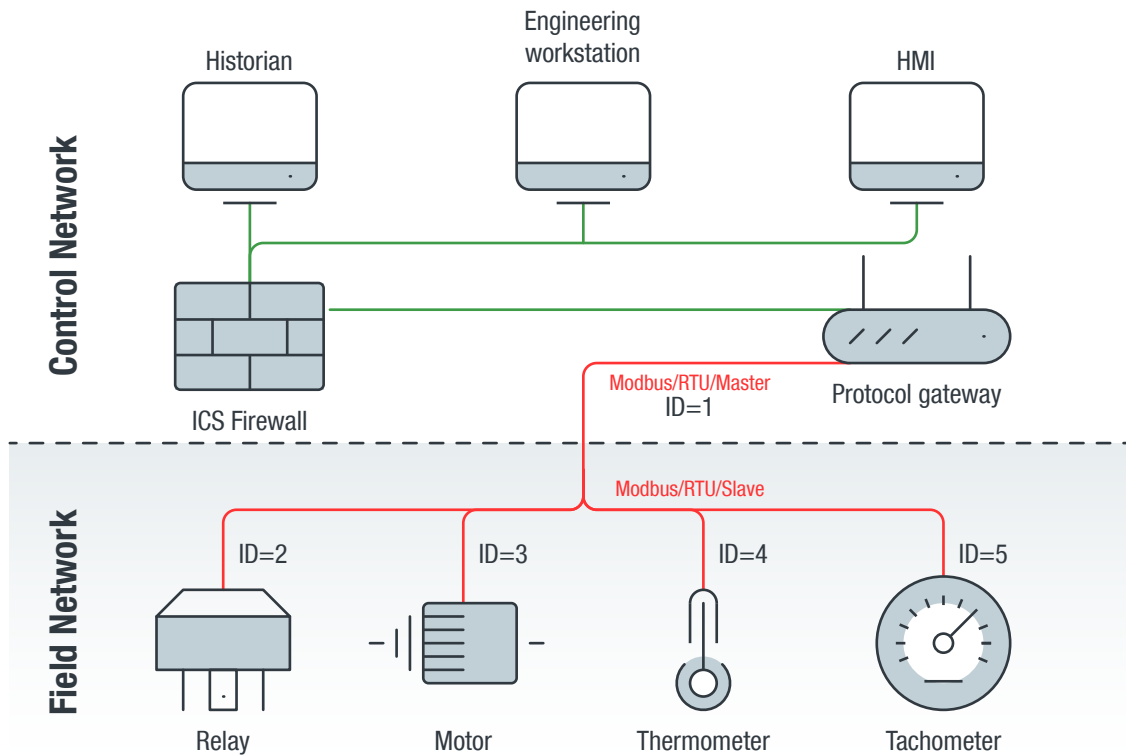 Engineering
workstation
Historian
HMI
Control Network
ICS Firewall
Protocol gateway
Modbus/RTU/Master
ID=1
Modbus/RTU/Slave
Field Network
ID=2
ID=3
ID=4
ID=5
Relay
Motor
Thermometer
Tachometer